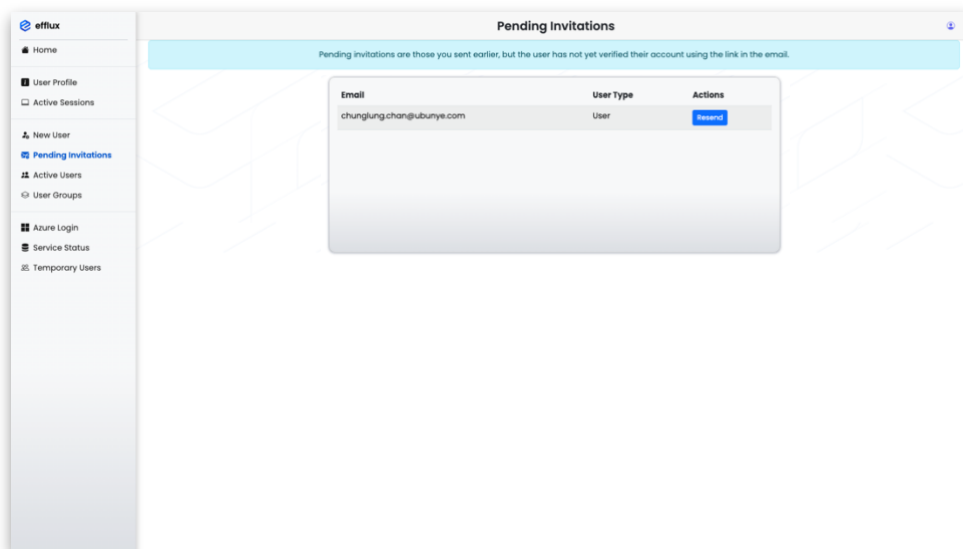 efflux
Home
User Profile
Active Sessions
New User
Pending Invitations
Active Users
User Groups
Azure Login
Service Status
Temporary Users
Pending Invitations
Pending invitations are those you sent earlier, but the user has not yet verified their account using the link in the email.
Email User Type Actions
chunglung.chan@ubunye.com User Resend